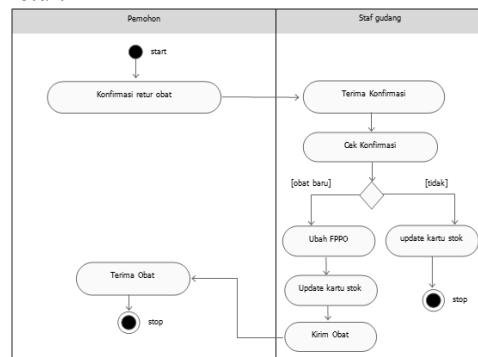 Pemohon
Staf gudang
start
Konfirmasi retur obat
Terima Konfirmasi
Cek Konfirmasi
[obat baru]
[tidak]
Ubah FPPO
update kartu stok
Terima Obat
Update kartu stok
stop
stop
Kirim Obat